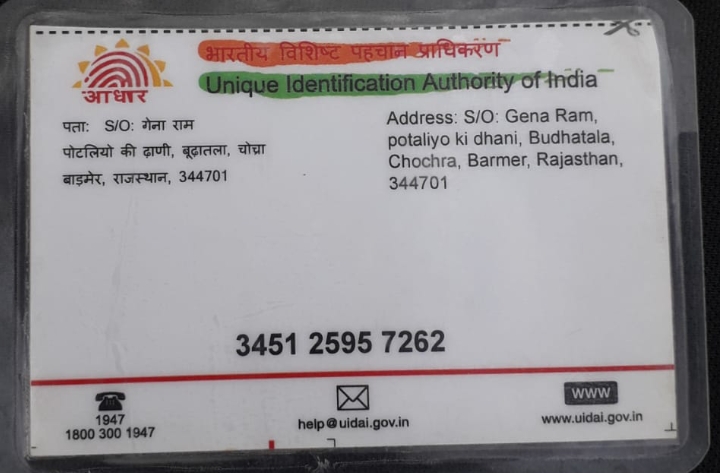 भारतीय विशिष्ट पहचान प्राधिकरण
Unique Identification Authority of India
आधार
पता: S/O: गेना राम
पोटलियो की ढ़ाणी, बूढातला, चोच्रा
बाड़मेर, राजस्थान, 344701
Address: S/O: Gena Ram,
potaliyo ki dhani, Budhatala,
Chochra, Barmer, Rajasthan,
344701
3451 2595 7262
1947
1800 300 1947
help@uidai.gov.in
WWW
www.uidai.gov.in